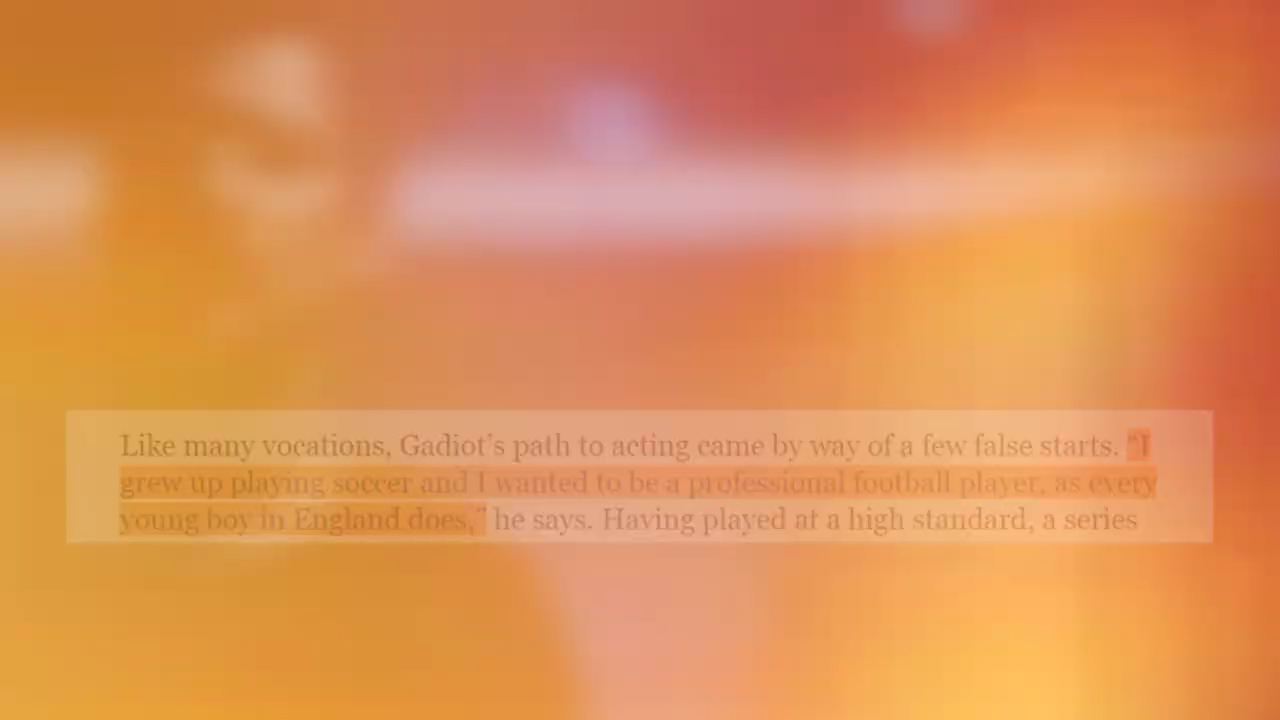 Like many vocations, Gadiot’s path to acting came by way of a few false starts. “I
grew up playing soccer and I wanted to be a professional football player, as every
young boy in England does,” he says. Having played at a high standard, a series